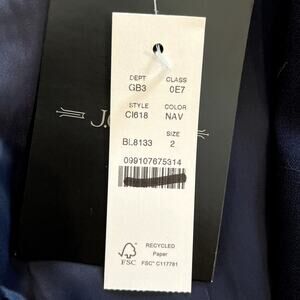 J.C
DEPT CLASS
GB3 0E7
STYLE COLOR
CI618 NAV
SIZE
BL8133 2
099107675314
FSC
RECYCLED
Paper
FSC® C117781